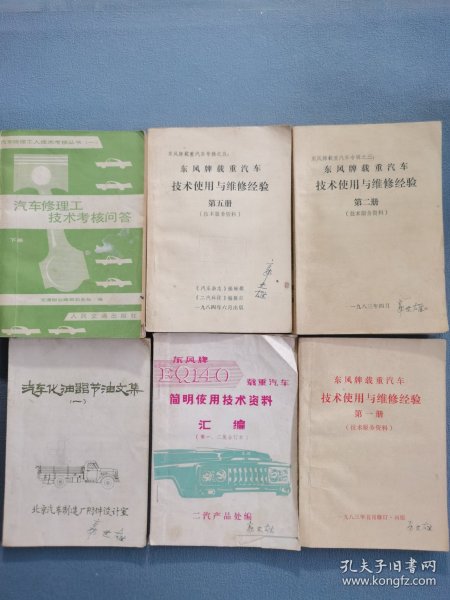 汽车修理工人技术考核丛书(一)
汽车修理工
技术考核问答
下册
人民交通出版社
东风牌载重汽车专辑之五:
东风牌载重汽车
技术使用与维修经验
第五册
(技术服务资料)
《汽车杂志》编辑部
《二汽科技》编辑部
一九八四年六月出版
东风牌载重汽车专辑之二:
东风牌载重汽车
技术使用与维修经验
第二册
(技术服务资料)
一九八三年四月
汽车化油器节油文集
(一)
北京汽车制造厂附件设计室
东风牌
EQ140
载重汽车
简明使用技术资料
汇编
(第一、二集合订本)
二汽产品处编
东风牌载重汽车
技术使用与维修经验
第一册
(技术服务资料)
孔夫子旧书网